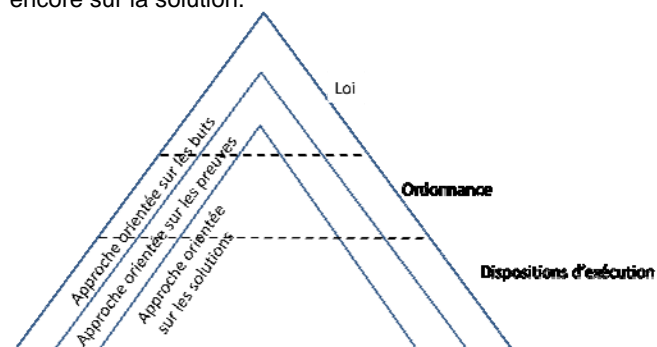 encore sur la solution.
Loi
Approche orientée sur les buts
Approche orientée sur les preuves
Approche orientée
sur les solutions
Ordonnance
Dispositions d'exécution